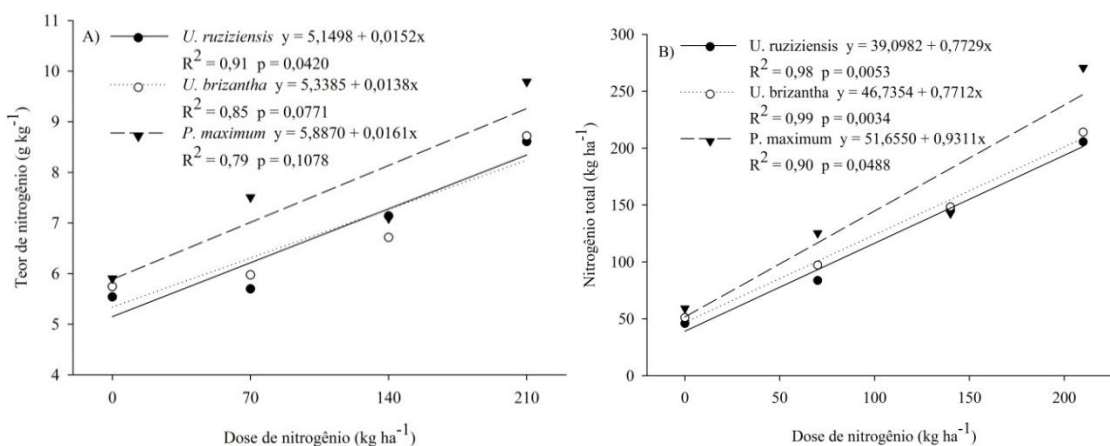 A)
U. ruziziensis y = 5,1498 + 0,0152x
R² = 0,91 p = 0,0420
U. brizantha y = 5,3385 + 0,0138x
R² = 0,85 p = 0,0771
P. maximum y = 5,8870 + 0,0161x
R² = 0,79 p = 0,1078
Teor de nitrogênio (g kg⁻¹)
11
10
9
8
7
6
5
4
0 70 140 210
Dose de nitrogênio (kg ha⁻¹)
B)
U. ruziziensis y = 39,0982 + 0,7729x
R² = 0,98 p = 0,0053
U. brizantha y = 46,7354 + 0,7712x
R² = 0,99 p = 0,0034
P. maximum y = 51,6550 + 0,9311x
R² = 0,90 p = 0,0488
Nitrogênio total (kg ha⁻¹)
300
250
200
150
100
50
0
0 50 100 150 200
Dose de nitrogênio (kg ha⁻¹)